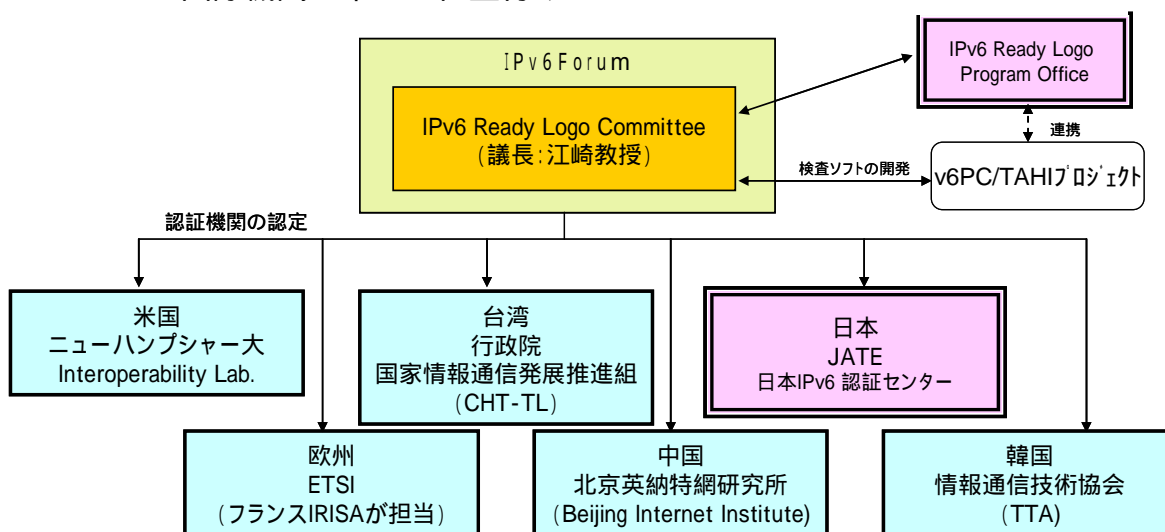 IPv6Forum
IPv6 Ready Logo Committee
(議長:江崎教授)
IPv6 Ready Logo
Program Office
連携
検査ソフトの開発
v6PC/TAHIプロジェクト
認証機関の認定
米国
ニューハンプシャー大
Interoperability Lab.
台湾
行政院
国家情報通信発展推進組
(CHT-TL)
日本
JATE
日本IPv6 認証センター
欧州
ETSI
(フランスIRISAが担当)
中国
北京英納特網研究所
(Beijing Internet Institute)
韓国
情報通信技術協会
(TTA)